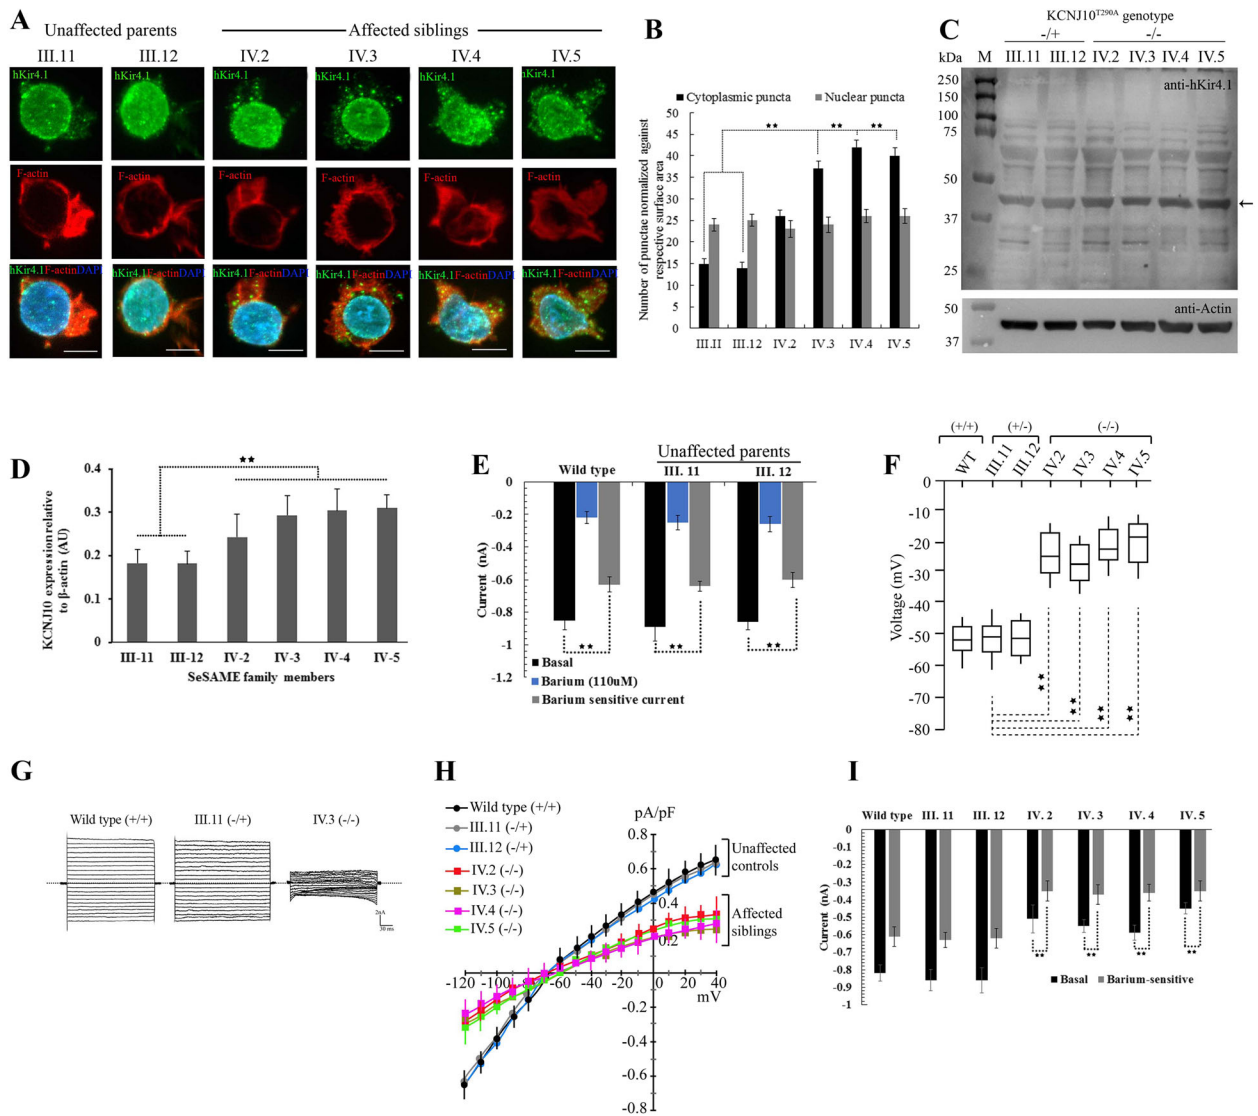 A
Unaffected parents
Affected siblings
III.11
III.12
IV.2
IV.3
IV.4
IV.5
hKir4.1
hKir4.1
hKir4.1
hKir4.1
hKir4.1
hKir4.1
F-actin
F-actin
F-actin
F-actin
F-actin
F-actin
hKir4.1F-actinDAPI
hKir4.1F-actinDAPI
hKir4.1F-actinDAPI
B
Cytoplasmic puncta
Nuclear puncta
Number of punctae normalized against
respective surface area
50
45
40
35
30
25
20
15
10
5
0
** ** **
III.II III.12 IV.2 IV.3 IV.4 IV.5
C
KCNJ10T290A genotype
-/+ -/-
kDa M III.11 III.12 IV.2 IV.3 IV.4 IV.5
anti-hKir4.1
250
150
100
75
50
37
25
←
anti-Actin
50
37
D
KCNJ10 expression relative
to β-actin (AU)
0.4
0.3
0.2
0.1
0
**
III-11 III-12 IV-2 IV-3 IV-4 IV-5
SeSAME family members
E
Unaffected parents
Wild type III. 11 III. 12
Current (nA)
0
-0.2
-0.4
-0.6
-0.8
-1
-1.2
** ** **
Basal
Barium (110uM)
Barium sensitive current
F
(+/+) (+/-) (-/-)
WT III.11 III.12 IV.2 IV.3 IV.4 IV.5
Voltage (mV)
0
-10
-20
-30
-40
-50
-60
-70
-80
** ** ** **
G
Wild type (+/+) III.11 (-/+) IV.3 (-/-)
2nA
30 ms
H
Wild type (+/+)
III.11 (-/+)
III.12 (-/+)
IV.2 (-/-)
IV.3 (-/-)
IV.4 (-/-)
IV.5 (-/-)
pA/pF
0.8
0.6
0.4
0.2
Unaffected
controls
Affected
siblings
-120 -100 -80 -60 -40 -20 0 20 40
mV
-0.2
-0.4
-0.6
-0.8
I
Wild type III. 11 III. 12 IV. 2 IV. 3 IV. 4 IV. 5
Current (nA)
0
-0.1
-0.2
-0.3
-0.4
-0.5
-0.6
-0.7
-0.8
-0.9
-1
** ** ** **
Basal
Barium-sensitive